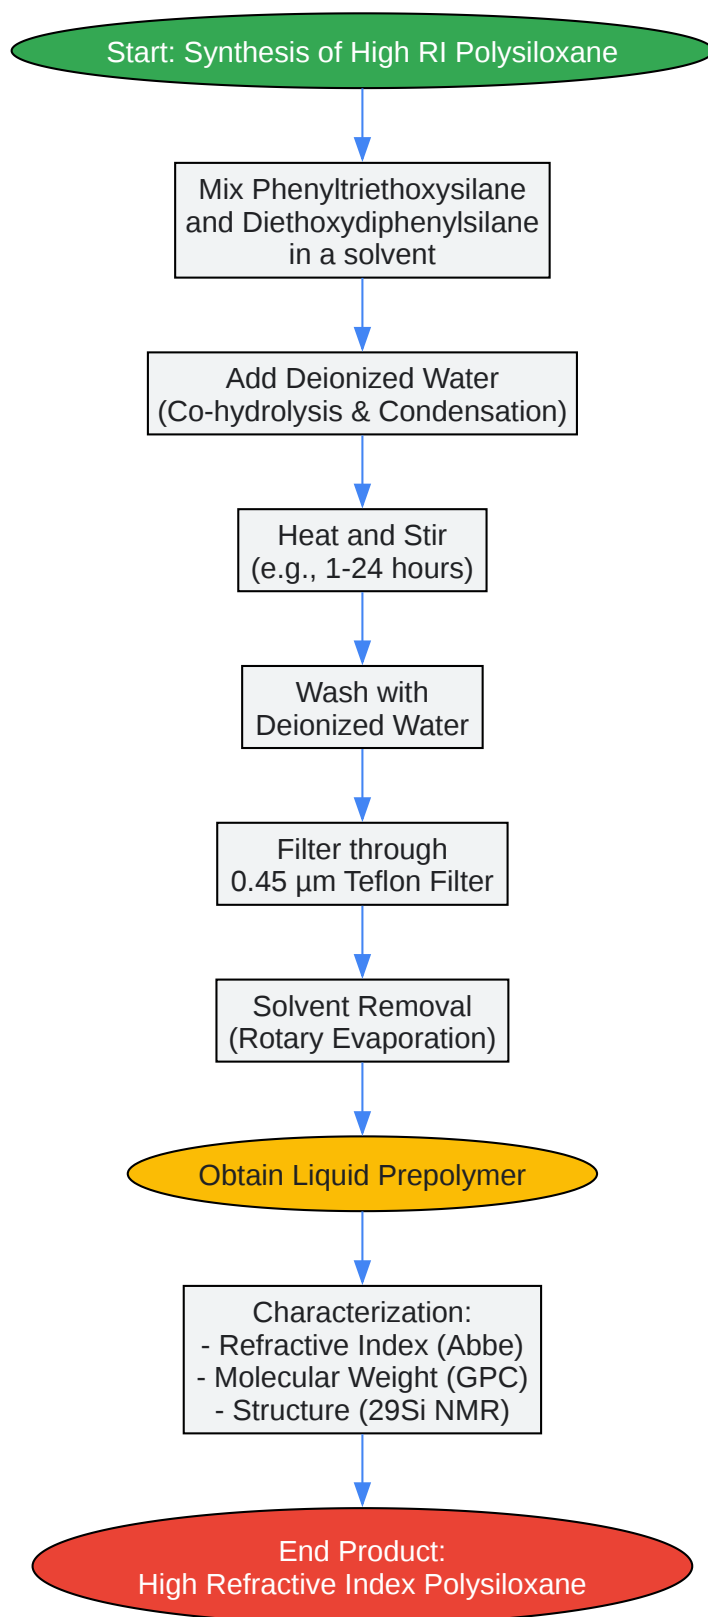 Start: Synthesis of High RI Polysiloxane
Mix Phenyltriethoxysilane
and Diethoxydiphenylsilane
in a solvent
Add Deionized Water
(Co-hydrolysis & Condensation)
Heat and Stir
(e.g., 1-24 hours)
Wash with
Deionized Water
Filter through
0.45 µm Teflon Filter
Solvent Removal
(Rotary Evaporation)
Obtain Liquid Prepolymer
Characterization:
- Refractive Index (Abbe)
- Molecular Weight (GPC)
- Structure (29Si NMR)
End Product:
High Refractive Index Polysiloxane